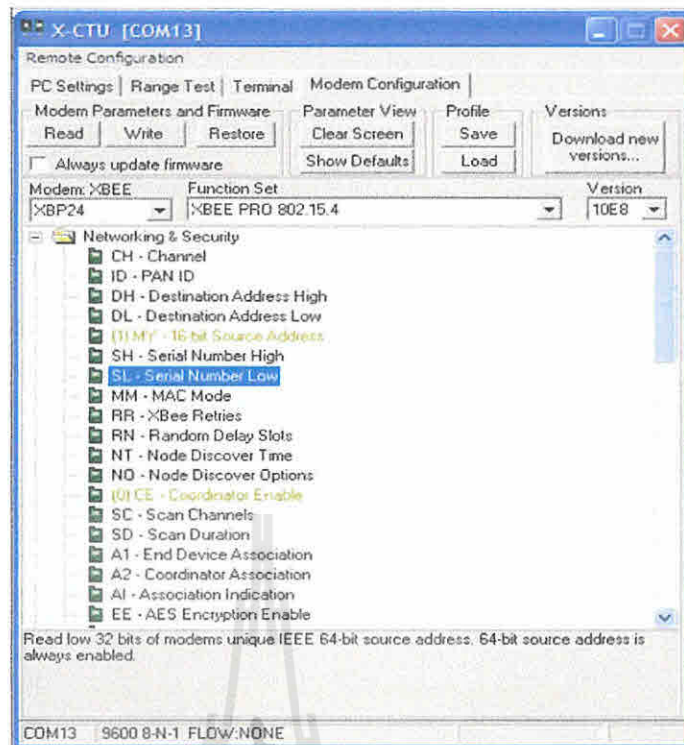 X-CTU [COM13]
Remote Configuration
PC Settings Range Test Terminal Modem Configuration
Modem Parameters and Firmware Parameter View Profile Versions
Read Write Restore Clear Screen Save Download new versions...
Always update firmware Show Defaults Load
Modem: XBEE Function Set Version
XBP24 XBEE PRO 802.15.4 10E8
Networking & Security
CH - Channel
ID - PAN ID
DH - Destination Address High
DL - Destination Address Low
(1) MY - 16-bit Source Address
SH - Serial Number High
SL - Serial Number Low
MM - MAC Mode
RR - XBee Retries
RN - Random Delay Slots
NT - Node Discover Time
NO - Node Discover Options
(0) CE - Coordinator Enable
SC - Scan Channels
SD - Scan Duration
A1 - End Device Association
A2 - Coordinator Association
AI - Association Indication
EE - AES Encryption Enable
Read low 32 bits of modems unique IEEE 64-bit source address. 64-bit source address is
always enabled.
COM13 9600 8-N-1 FLOW:NONE